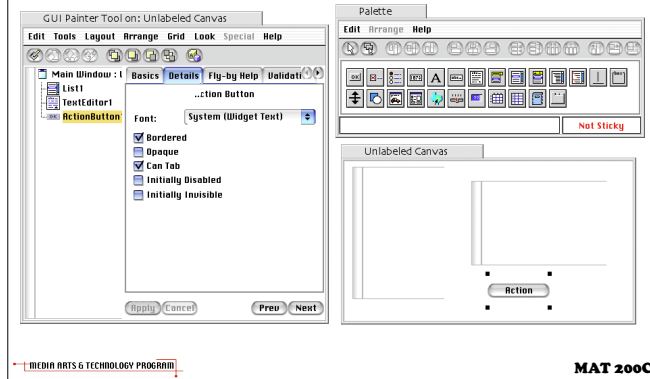 GUI Painter Tool on: Unlabeled Canvas
Edit Tools Layout Arrange Grid Look Special Help
Main Window : U
List1
TextEditor1
ActionButton
Basics Details Fly-by Help Validati
...ction Button
Font: System (Widget Text)
Bordered
Opaque
Can Tab
Initially Disabled
Initially Invisible
Apply Cancel Prev Next
Palette
Edit Arrange Help
Not Sticky
Unlabeled Canvas
Action
MEDIA ARTS & TECHNOLOGY PROGRAM
MAT 200C